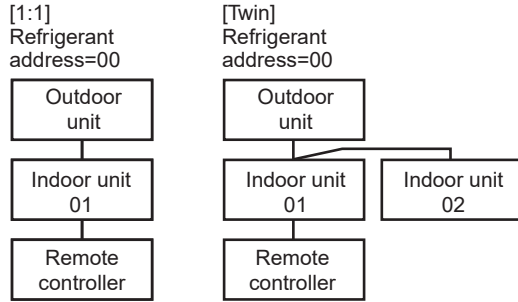 [1:1]
Refrigerant
address=00
Outdoor
unit
Indoor unit
01
Remote
controller
[Twin]
Refrigerant
address=00
Outdoor
unit
Indoor unit
01
Indoor unit
02
Remote
controller